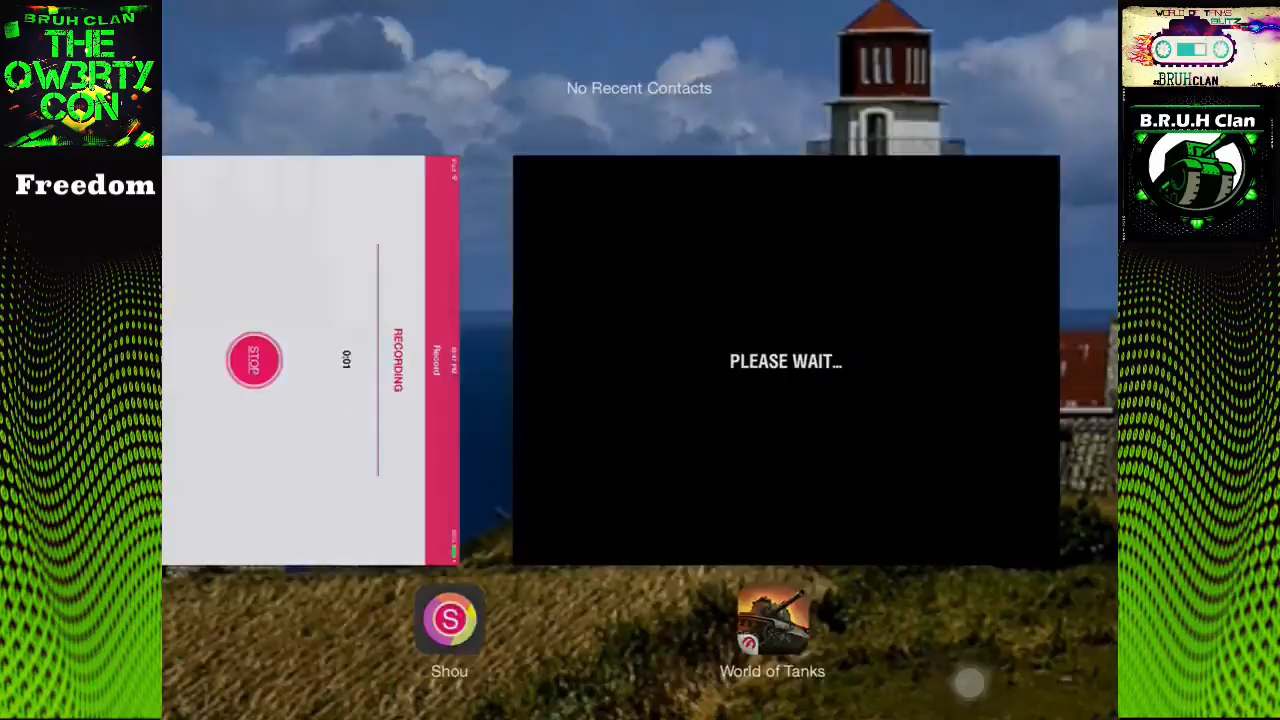 BRUH CLAN
THE
QW3RTY
CON
Freedom
No Recent Contacts
WORLD OF TANKS
BLITZ
BRUH CLAN
B.R.U.H Clan
Record
RECORDING
0:01
STOP
PLEASE WAIT...
S
Shou
World of Tanks